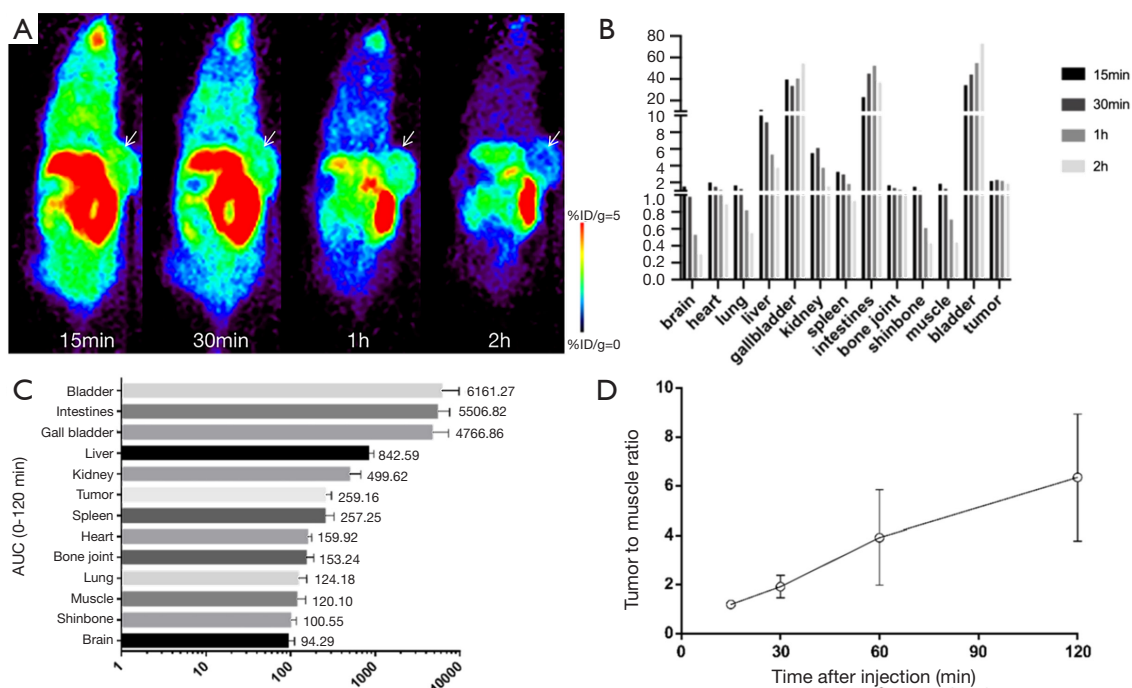 A
15min
30min
1h
2h
%ID/g=5
%ID/g=0
B
80
60
40
20
10
8
6
4
2
1.0
0.8
0.6
0.4
0.2
0.0
brain
heart
lung
liver
gallbladder
kidney
spleen
intestines
bone joint
shinbone
muscle
bladder
tumor
15min
30min
1h
2h
C
AUC (0-120 min)
Bladder 6161.27
Intestines 5506.82
Gall bladder 4766.86
Liver 842.59
Kidney 499.62
Tumor 259.16
Spleen 257.25
Heart 159.92
Bone joint 153.24
Lung 124.18
Muscle 120.10
Shinbone 100.55
Brain 94.29
1 10 100 1000 10000
D
Tumor to muscle ratio
10
8
6
4
2
0
0 30 60 90 120
Time after injection (min)